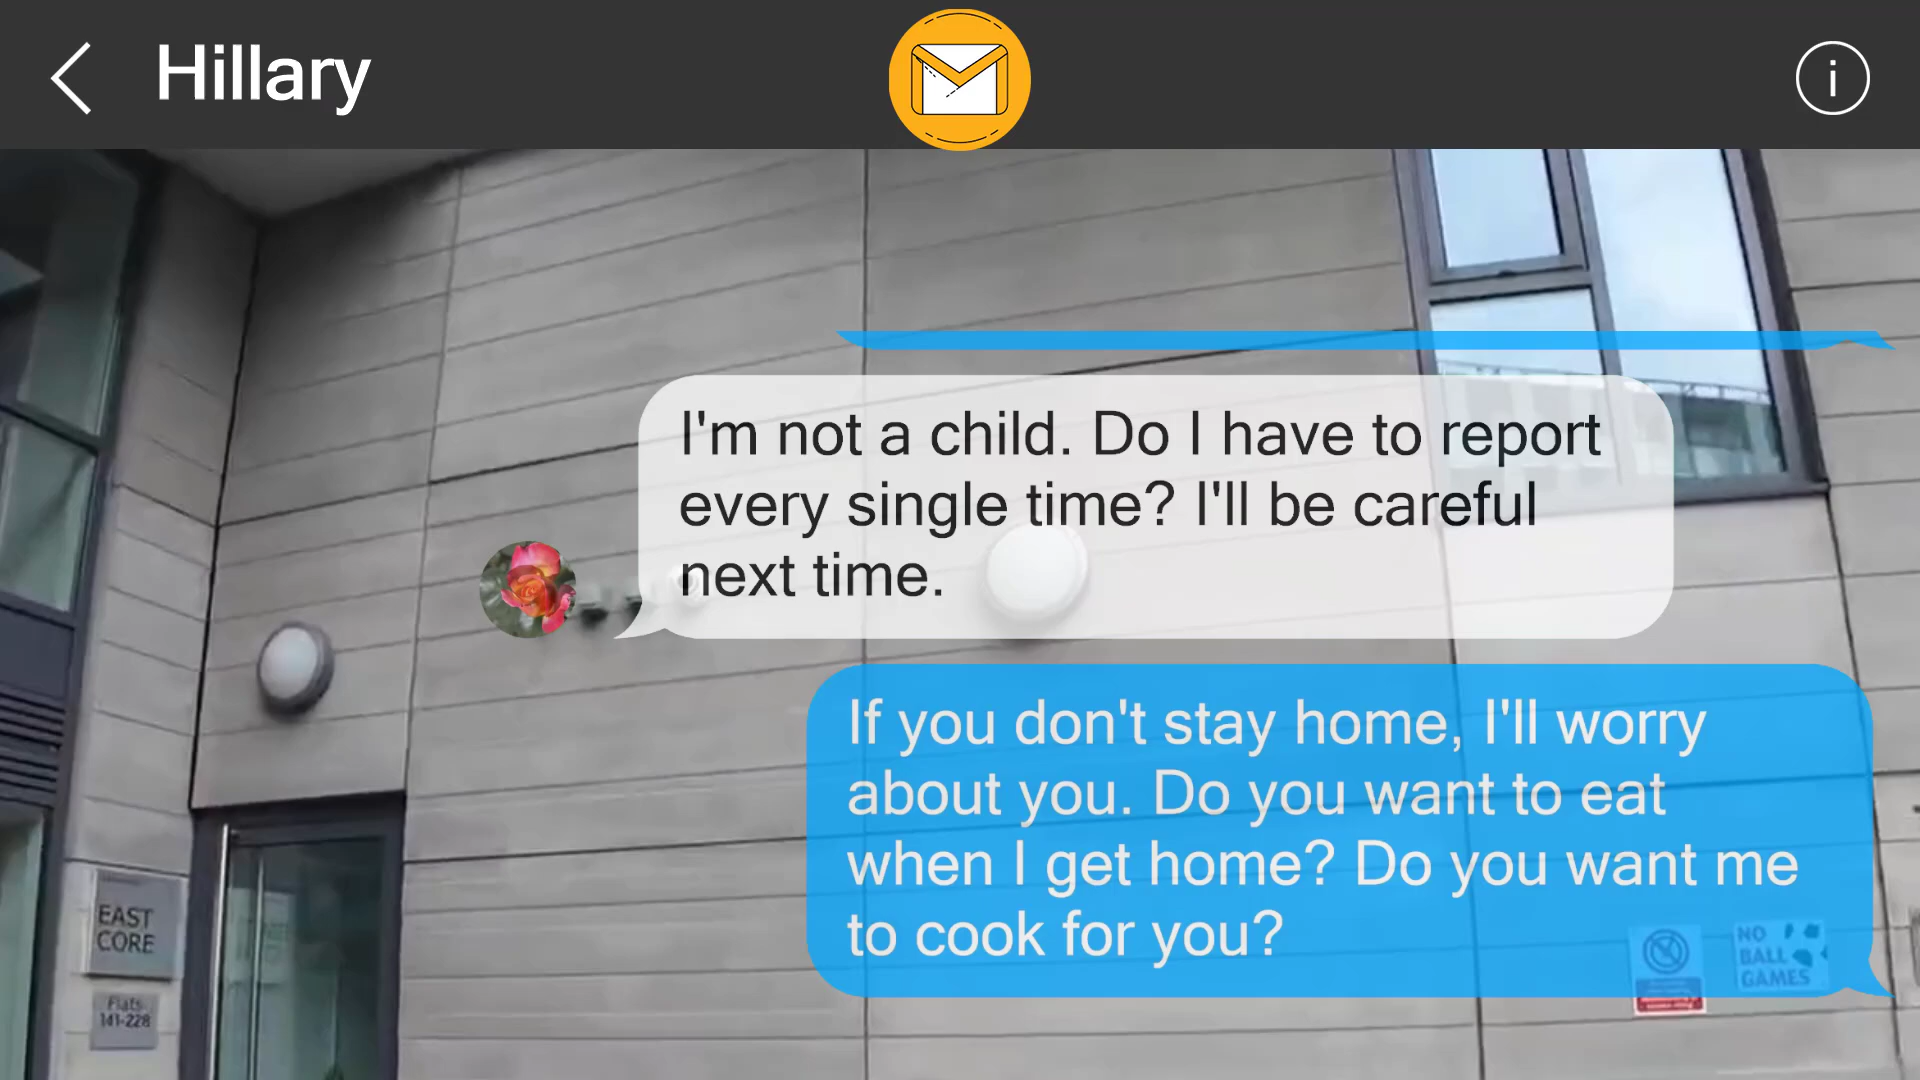 Hillary
I'm not a child. Do I have to report
every single time? I'll be careful
next time.
If you don't stay home, I'll worry
about you. Do you want to eat
when I get home? Do you want me
to cook for you?
EAST
CORE
Flats
141-228
NO
BALL
GAMES